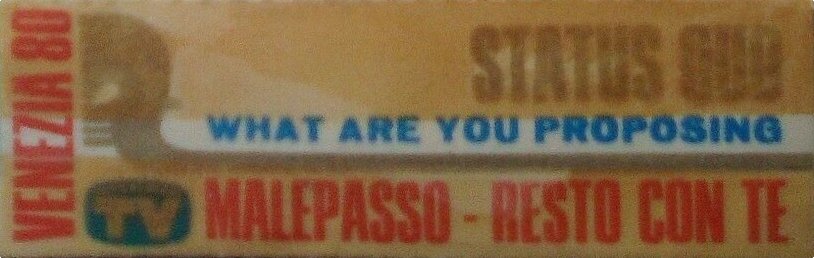 VENEZIA 80
STATUS QUO
WHAT ARE YOU PROPOSING
TV
MALEPASSO - RESTO CON TE